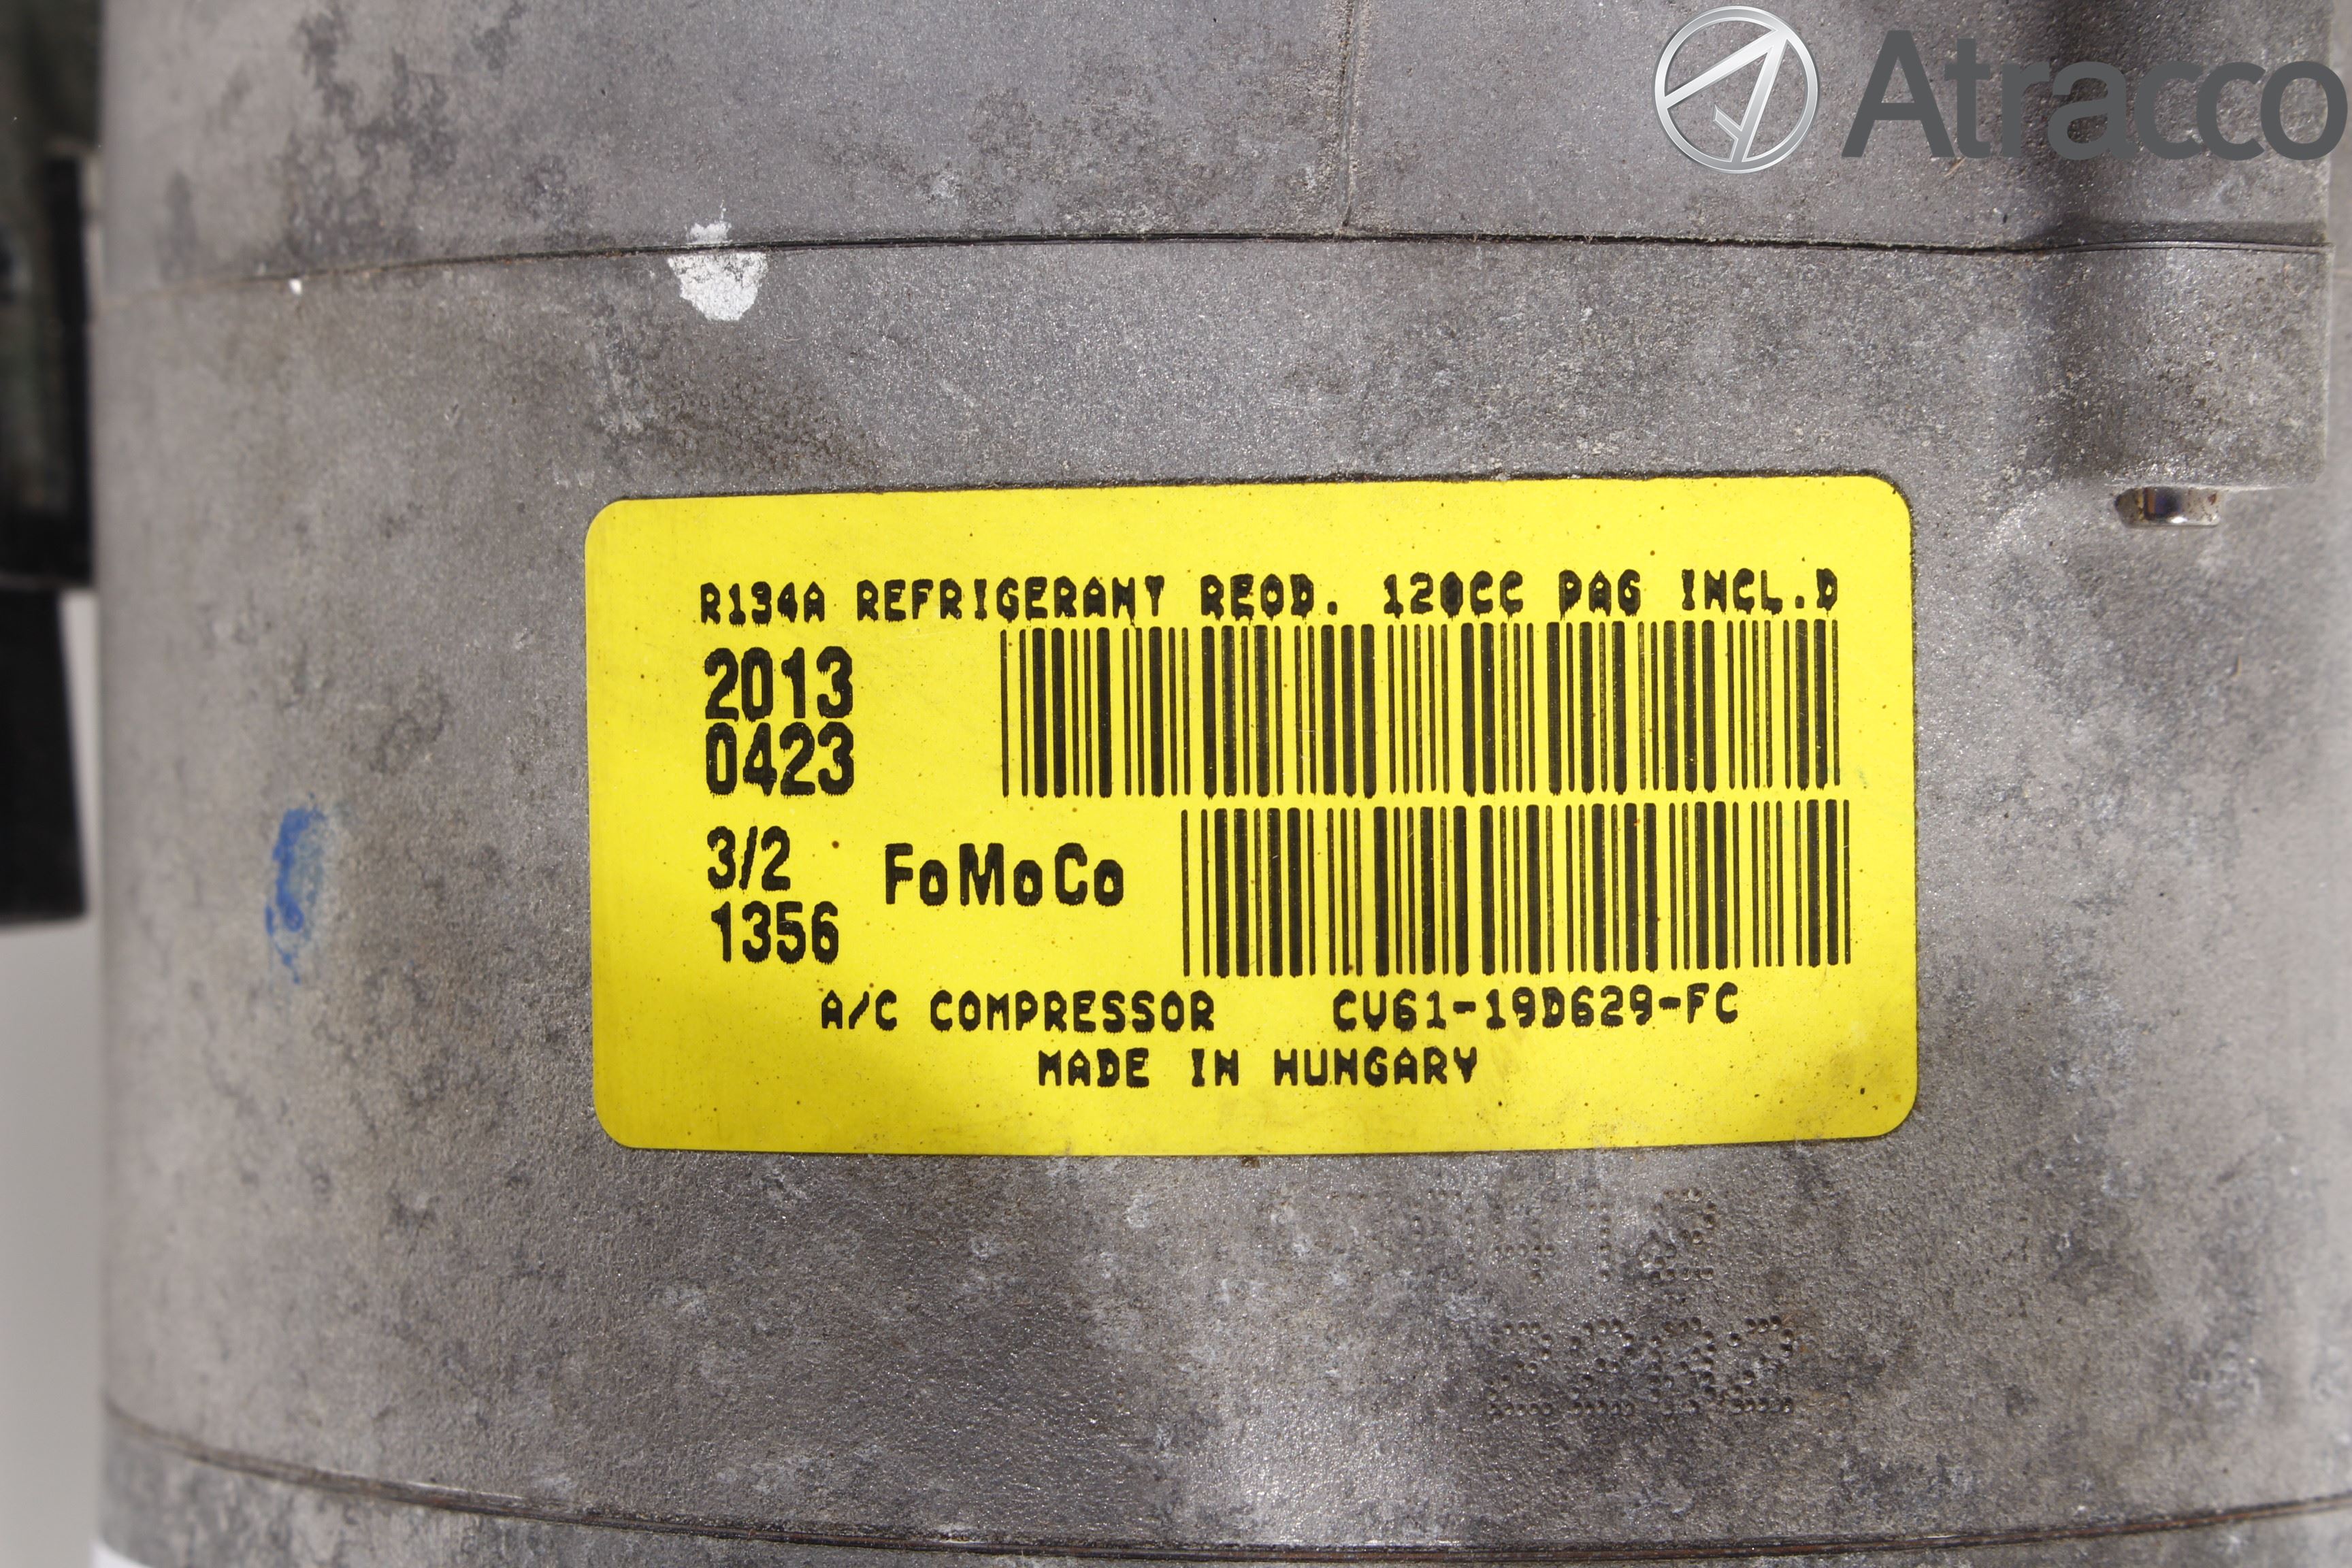 Atracco
R134A REFRIGERANT REQD. 120CC PAG INCL.D
2013
0423
3/2
1356
FoMoCo
A/C COMPRESSOR CV61-19D629-FC
MADE IN HUNGARY